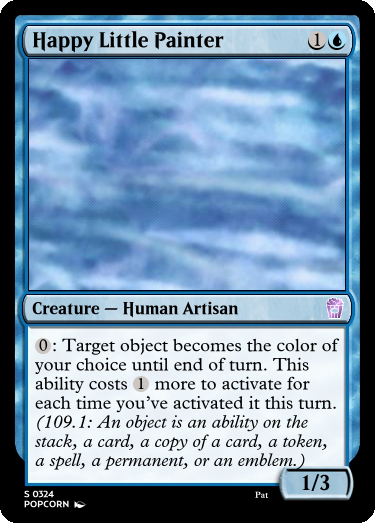 Happy Little Painter
1
Creature — Human Artisan
0: Target object becomes the color of
your choice until end of turn. This
ability costs 1 more to activate for
each time you've activated it this turn.
(109.1: An object is an ability on the
stack, a card, a copy of a card, a token,
a spell, a permanent, or an emblem.)
1/3
S 0324
Pat
POPCORN